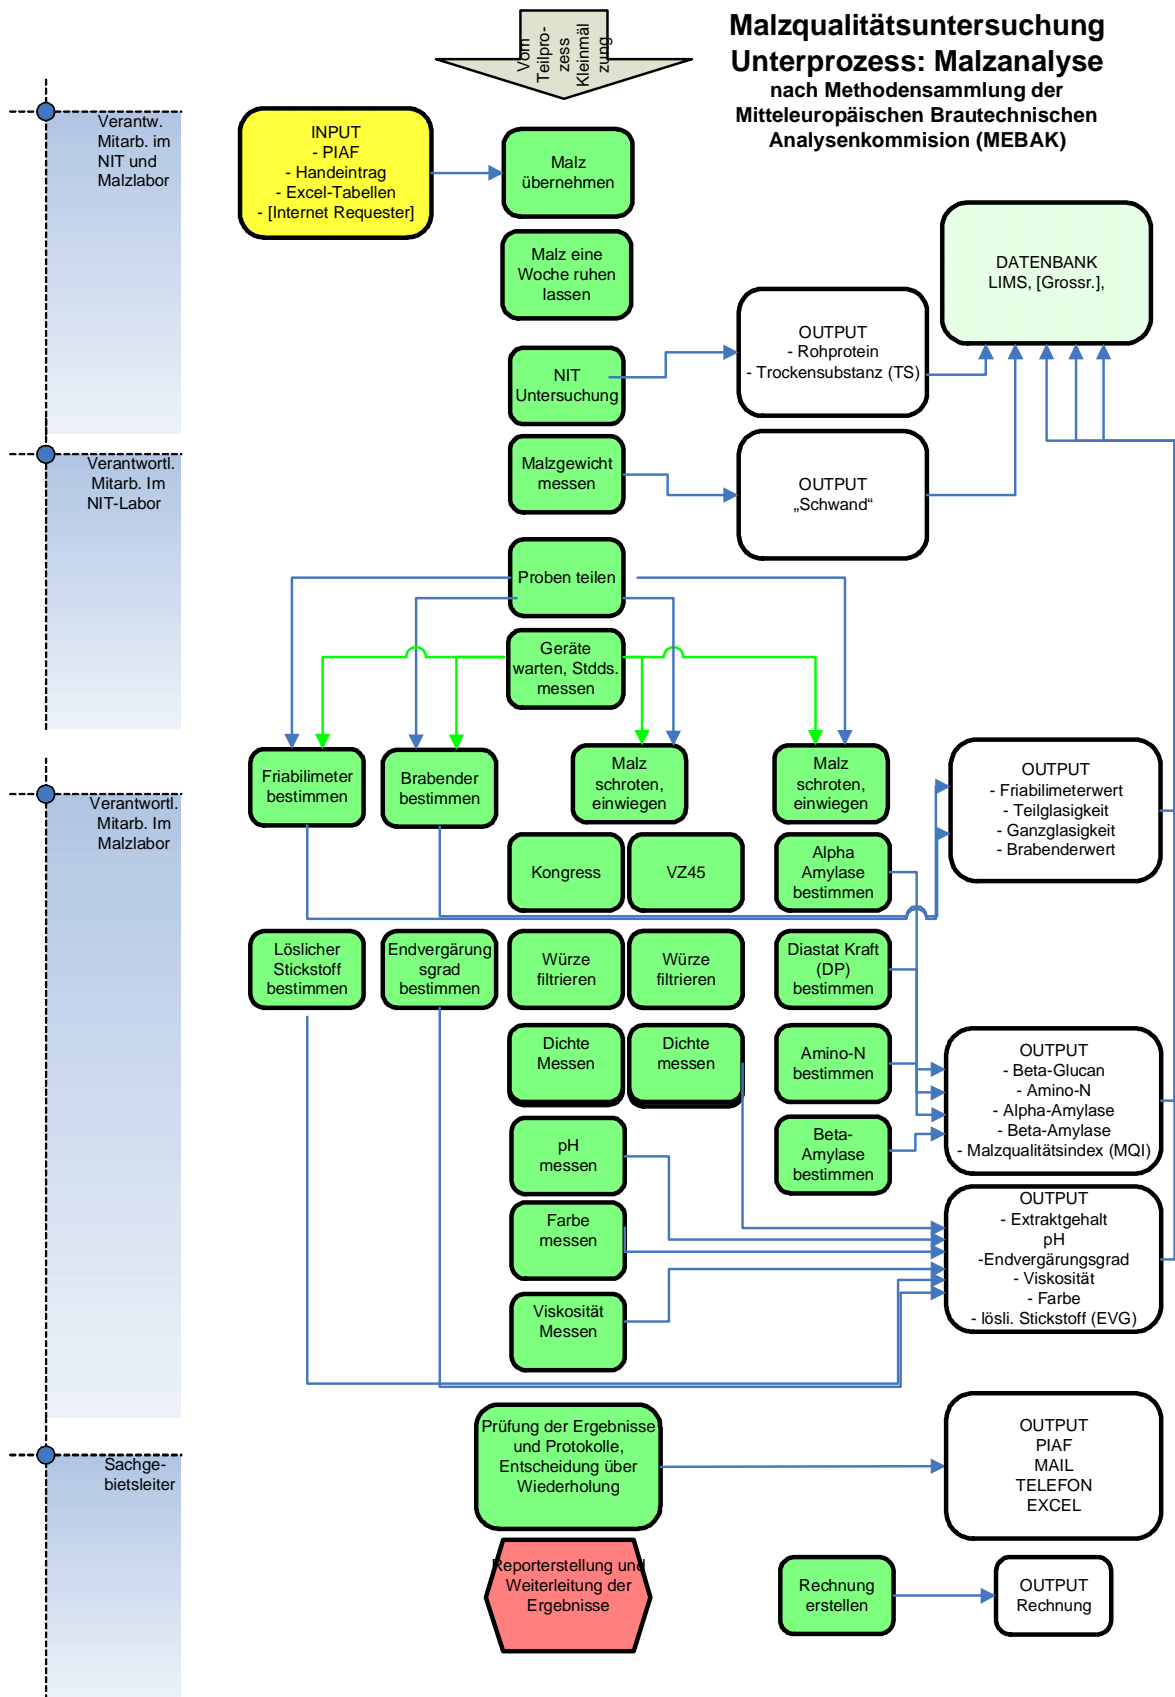 Vom
Teilpro-
zess
Kleinmäl
zung
Malzqualitätsuntersuchung
Unterprozess: Malzanalyse
nach Methodensammlung der
Mitteleuropäischen Brautechnischen
Analysenkommision (MEBAK)
Verantw.
Mitarb. im
NIT und
Malzlabor
INPUT
- PIAF
- Handeintrag
- Excel-Tabellen
- [Internet Requester]
Malz
übernehmen
Malz eine
Woche ruhen
lassen
DATENBANK
LIMS, [Grossr.],
OUTPUT
- Rohprotein
- Trockensubstanz (TS)
NIT
Untersuchung
Verantwortl.
Mitarb. Im
NIT-Labor
Malzgewicht
messen
OUTPUT
„Schwand“
Proben teilen
Geräte
warten, Stdds.
messen
Verantwortl.
Mitarb. Im
Malzlabor
Friabilimeter
bestimmen
Brabender
bestimmen
Malz
schroten,
einwiegen
Malz
schroten,
einwiegen
OUTPUT
- Friabilimeterwert
- Teilglasigkeit
- Ganzglasigkeit
- Brabenderwert
Kongress
VZ45
Alpha
Amylase
bestimmen
Löslicher
Stickstoff
bestimmen
Endvergärung
sgrad
bestimmen
Würze
filtrieren
Würze
filtrieren
Diastat Kraft
(DP)
bestimmen
Dichte
Messen
Dichte
messen
Amino-N
bestimmen
OUTPUT
- Beta-Glucan
- Amino-N
- Alpha-Amylase
- Beta-Amylase
- Malzqualitätsindex (MQI)
pH
messen
Beta-
Amylase
bestimmen
Farbe
messen
OUTPUT
- Extraktgehalt
pH
-Endvergärungsgrad
- Viskosität
- Farbe
- lösli. Stickstoff (EVG)
Viskosität
Messen
Sachge-
bietsleiter
Prüfung der Ergebnisse
und Protokolle,
Entscheidung über
Wiederholung
OUTPUT
PIAF
MAIL
TELEFON
EXCEL
Reporterstellung und
Weiterleitung der
Ergebnisse
Rechnung
erstellen
OUTPUT
Rechnung